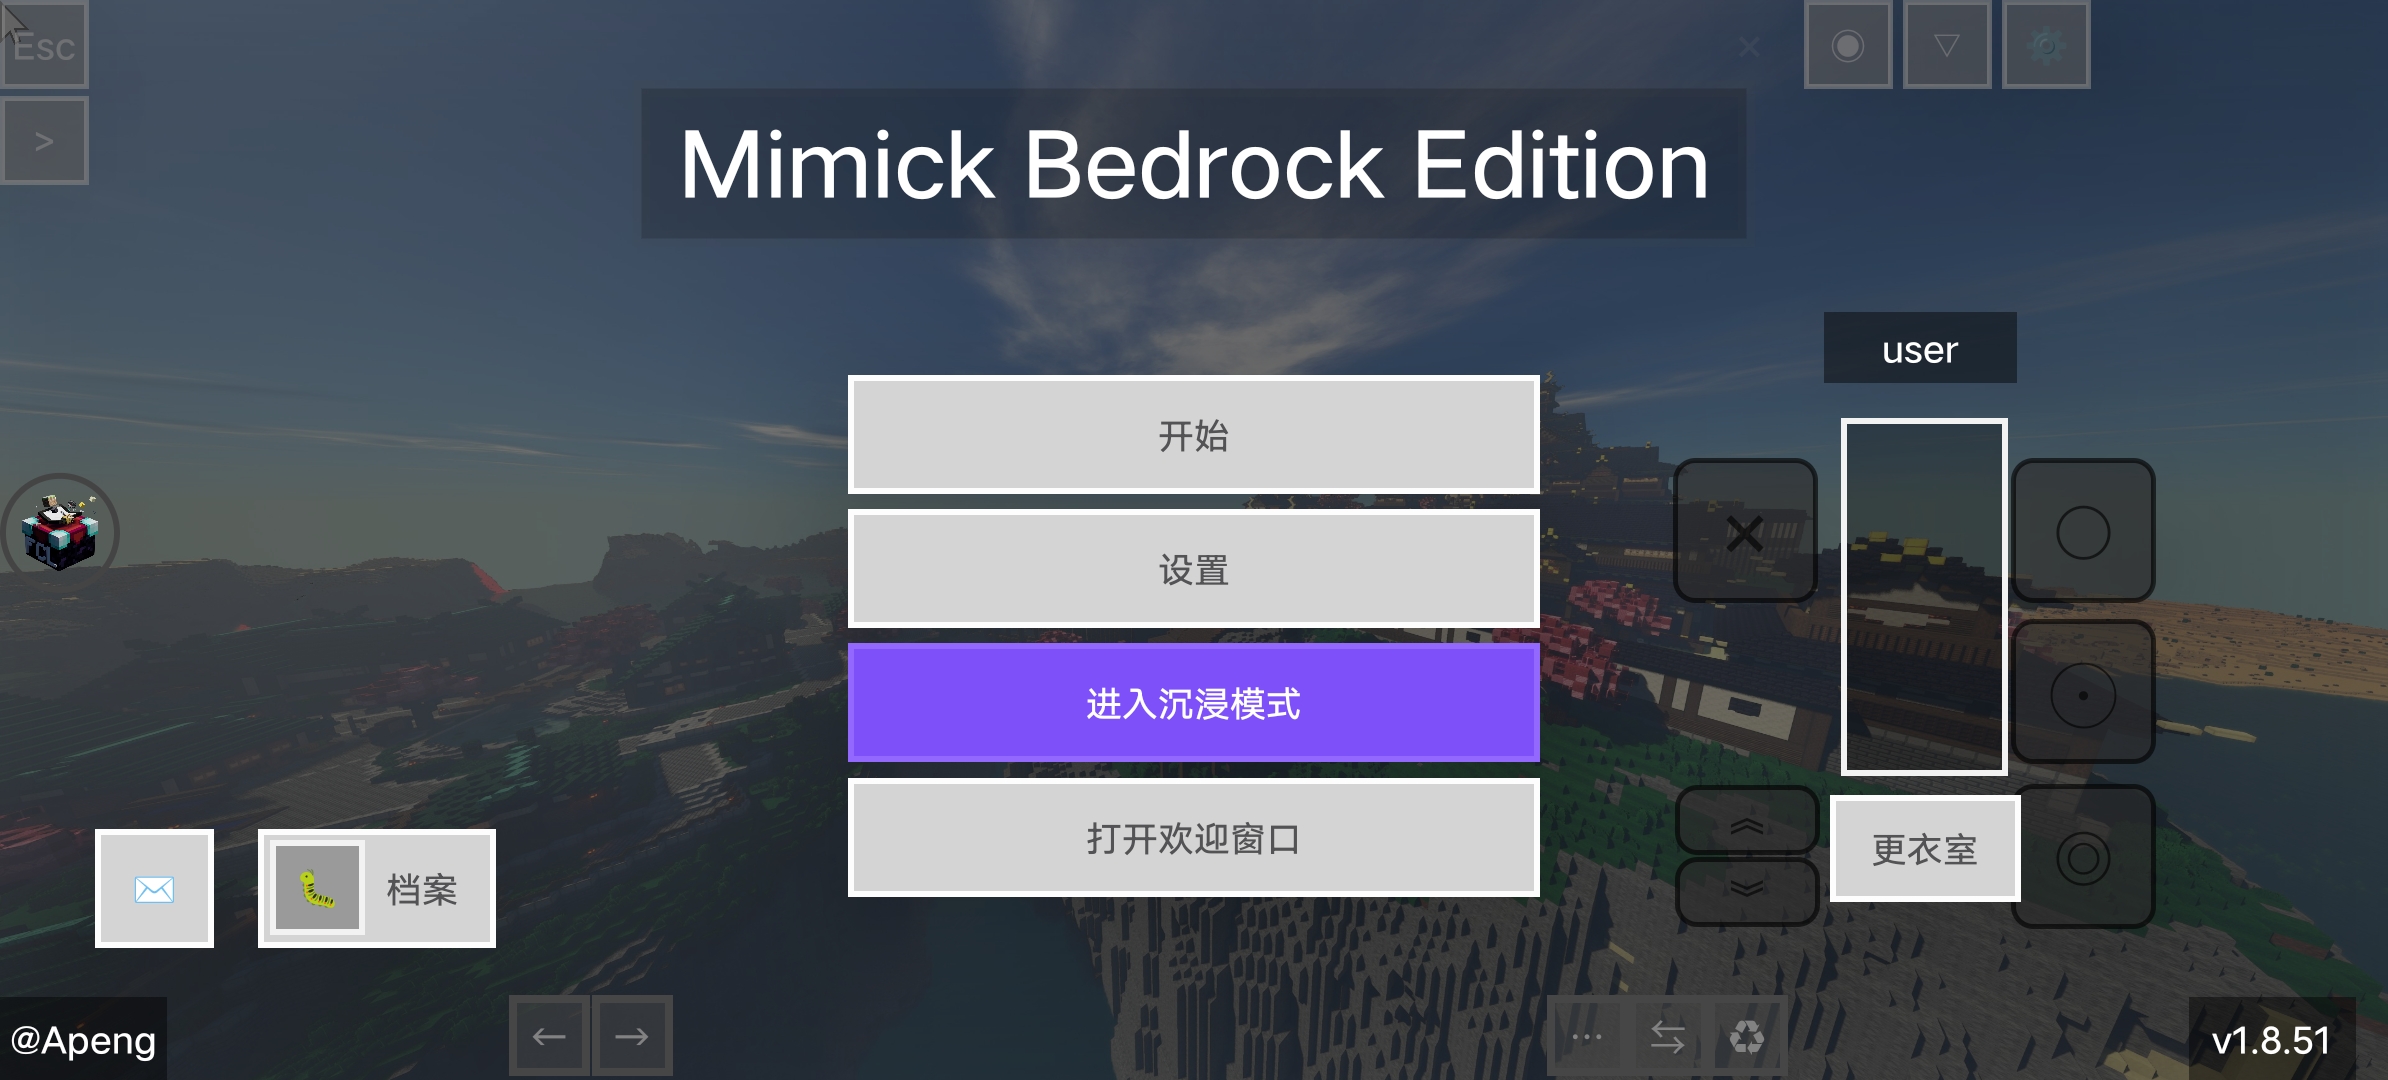 Esc
>
Mimick Bedrock Edition
user
开始
设置
进入沉浸模式
打开欢迎窗口
更衣室
FCL
档案
@Apeng
v1.8.51